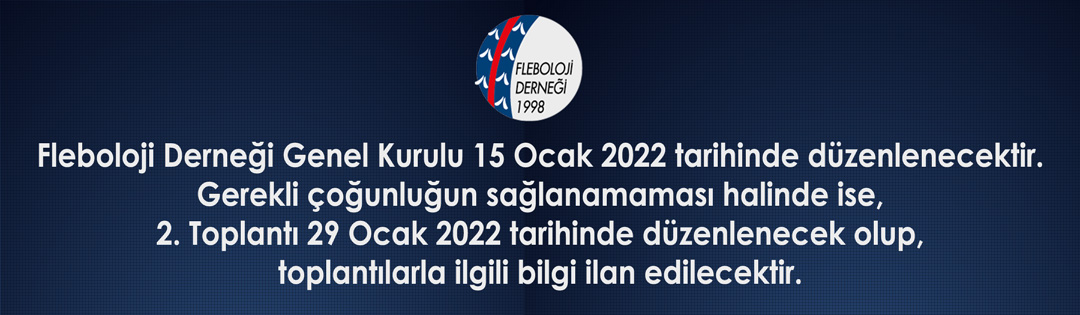 FLEBOLOJİ
DERNEĞİ
1998
Fleboloji Derneği Genel Kurulu 15 Ocak 2022 tarihinde düzenlenecektir.
Gerekli çoğunluğun sağlanamaması halinde ise,
2. Toplantı 29 Ocak 2022 tarihinde düzenlenecek olup,
toplantılarla ilgili bilgi ilan edilecektir.